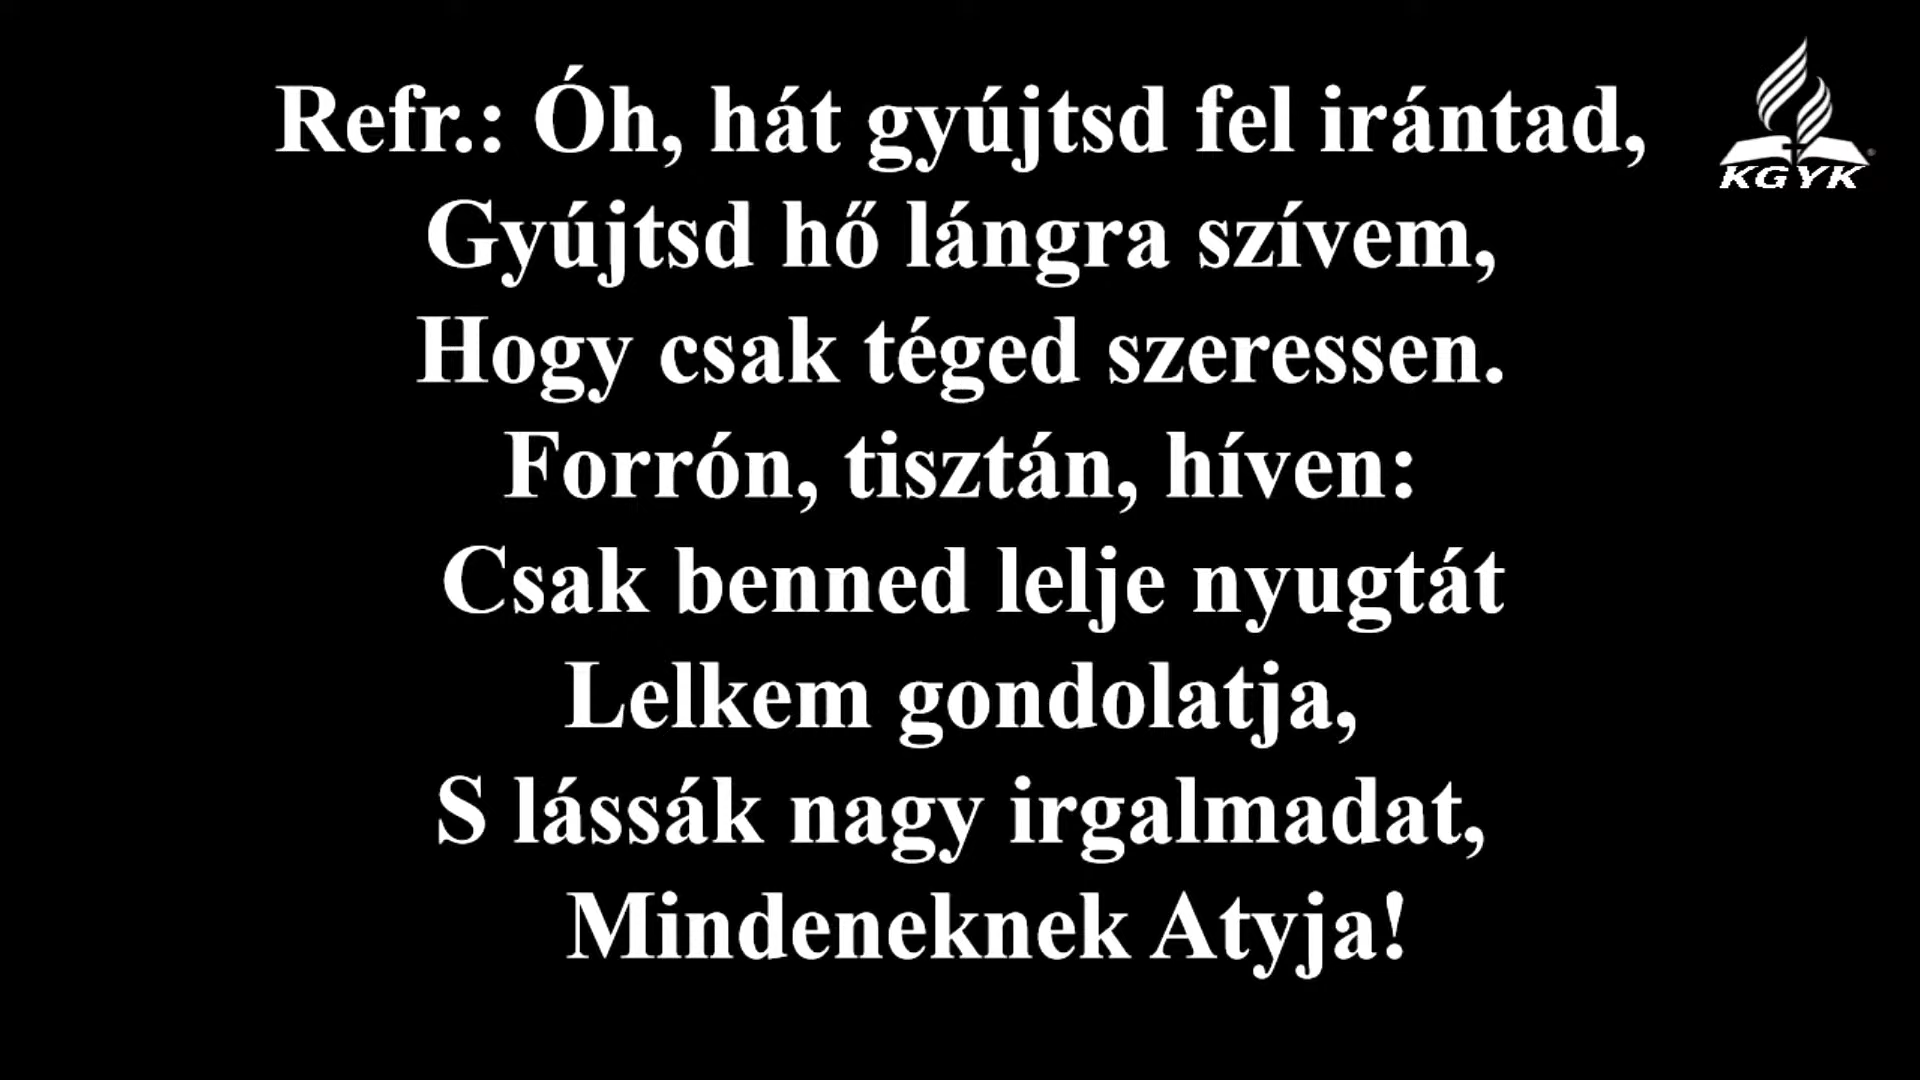 Refr.: Óh, hát gyújtsd fel irántad,
Gyújtsd hő lángra szívem,
Hogy csak téged szeressen.
Forrón, tisztán, híven:
Csak benned lelje nyugtát
Lelkem gondolatja,
S lássák nagy irgalmadat,
Mindeneknek Atyja!
KGYK